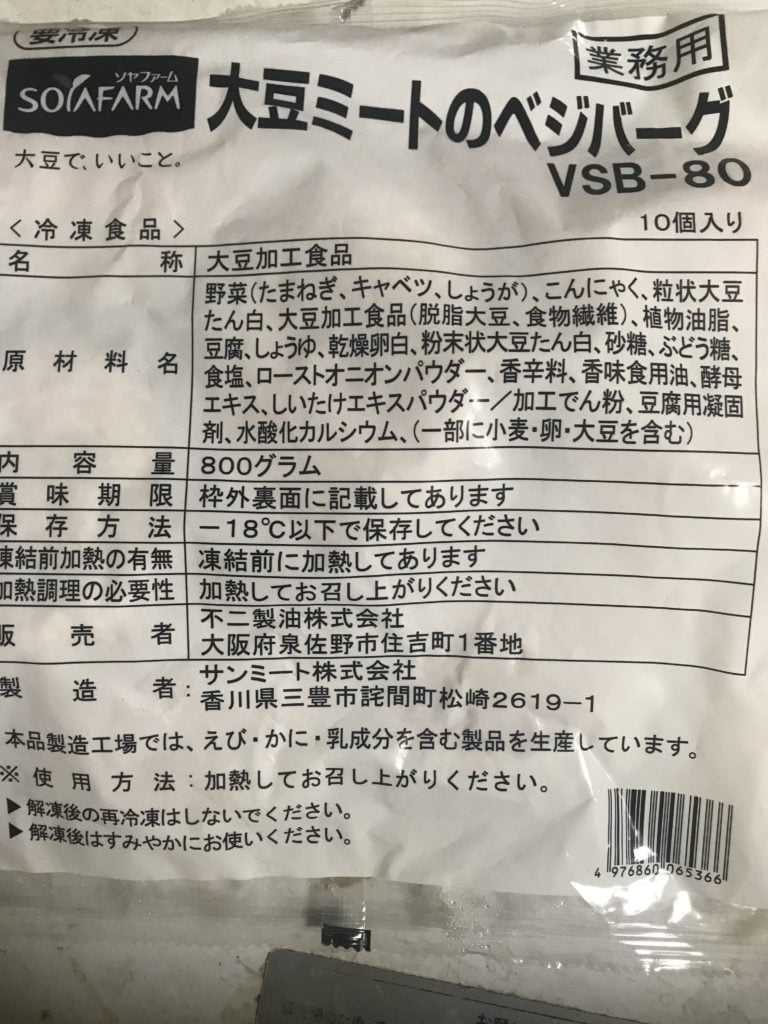 要冷凍
業務用
ソヤファーム
SOYAFARM
大豆ミートのベジバーグ
大豆で、いいこと。
VSB-80
<冷凍食品>
10個入り
名称 大豆加工食品
原材料名 野菜(たまねぎ、キャベツ、しょうが)、こんにゃく、粒状大豆
たん白、大豆加工食品(脱脂大豆、食物繊維)、植物油脂、
豆腐、しょうゆ、乾燥卵白、粉末状大豆たん白、砂糖、ぶどう糖、
食塩、ローストオニオンパウダー、香辛料、香味食用油、酵母
エキス、しいたけエキスパウダー/加工でん粉、豆腐用凝固
剤、水酸化カルシウム、(一部に小麦・卵・大豆を含む)
内容量 800グラム
賞味期限 枠外裏面に記載してあります
保存方法 -18℃以下で保存してください
凍結前加熱の有無 凍結前に加熱してあります
加熱調理の必要性 加熱してお召し上がりください
販売者 不二製油株式会社
大阪府泉佐野市住吉町1番地
製造者:サンミート株式会社
香川県三豊市詫間町松崎2619-1
本品製造工場では、えび・かに・乳成分を含む製品を生産しています。
※使用方法:加熱してお召し上がりください。
▶解凍後の再冷凍はしないでください。
▶解凍後はすみやかにお使いください。
4 976860 065366